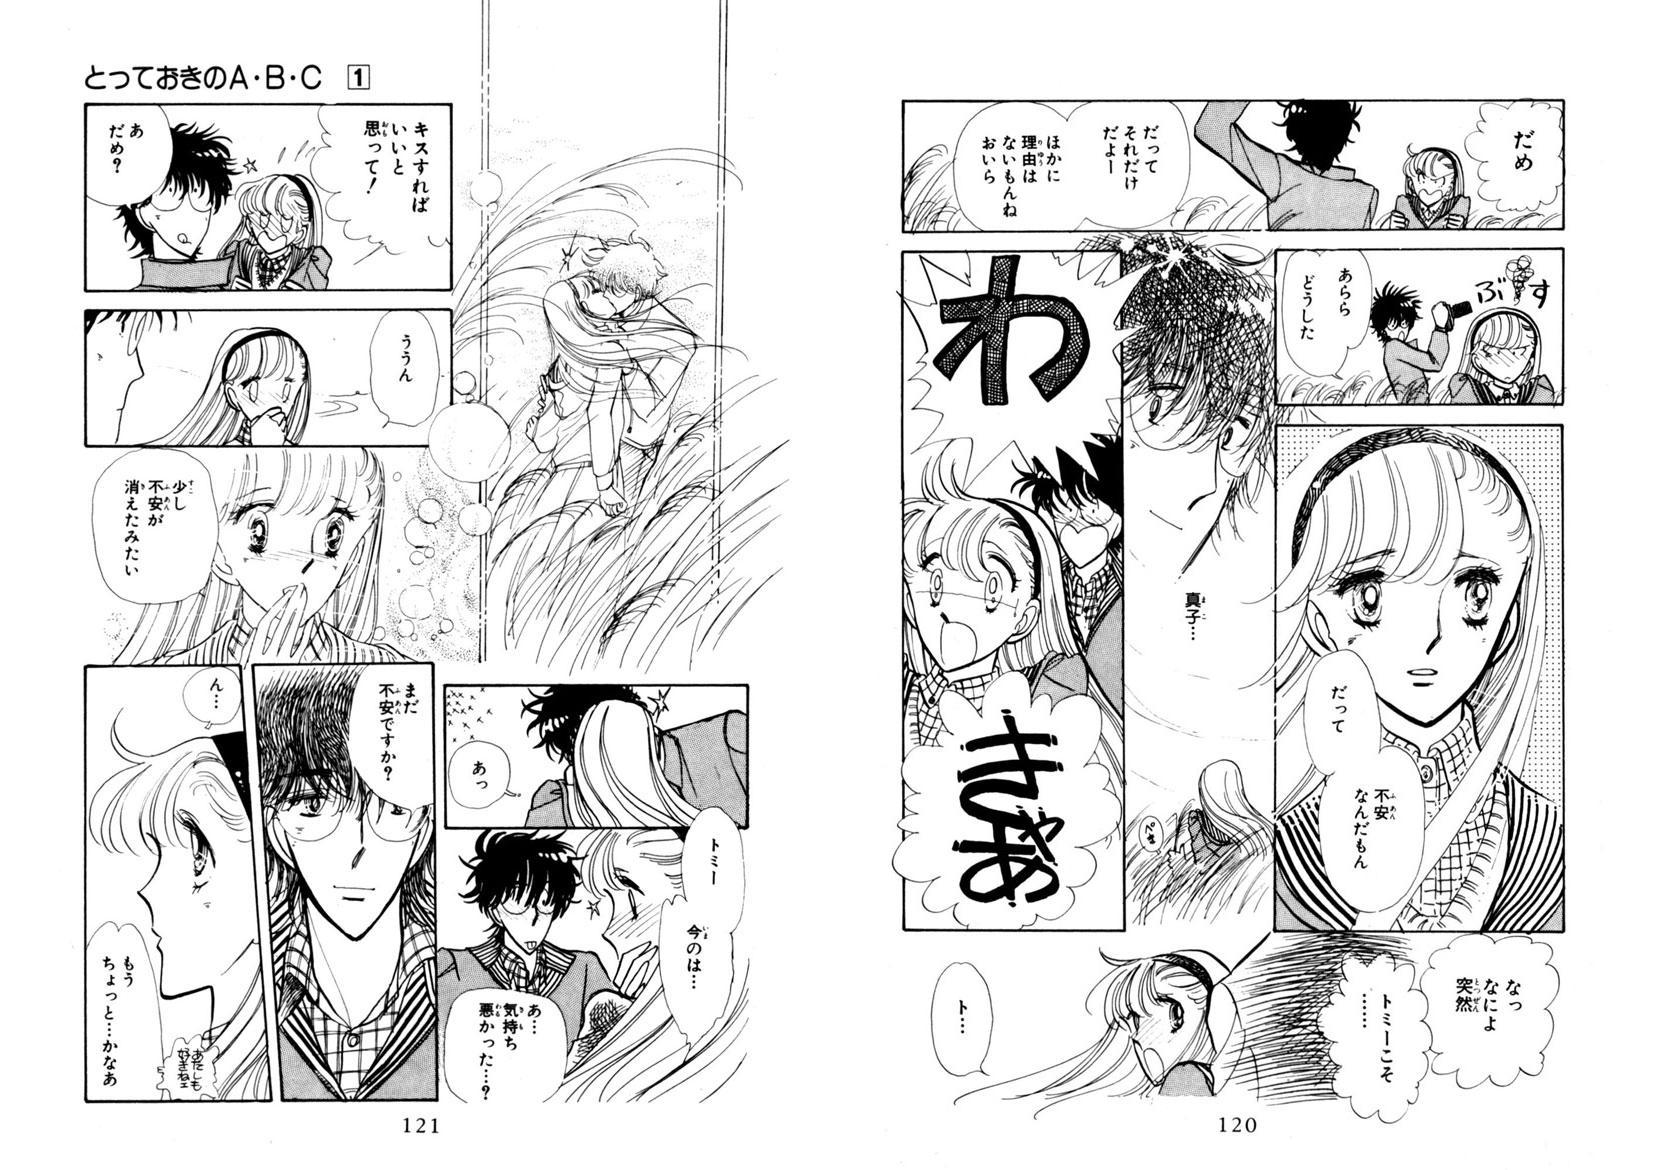 だめ
だって
それだけ
だよー
ほかに
理由は
ないもんね
おいら
ぶす
あらら
どうした
だって
不安
なんだもん
真子…
ぺたっ
わ
きゃあ
なっ
なによ
突然
トミーこそ
……
ト…
120
とっておきのA・B・C 1
キスすれば
いいと
思って!
あ
だめ?
ううん
少し
不安が
消えたみたい
あっ
トミー
今のは…
あ…
気持ち
悪かった…?
まだ
不安ですか?
ん…
もう
ちょっと…かなあ
あたしも
好きねェ
121